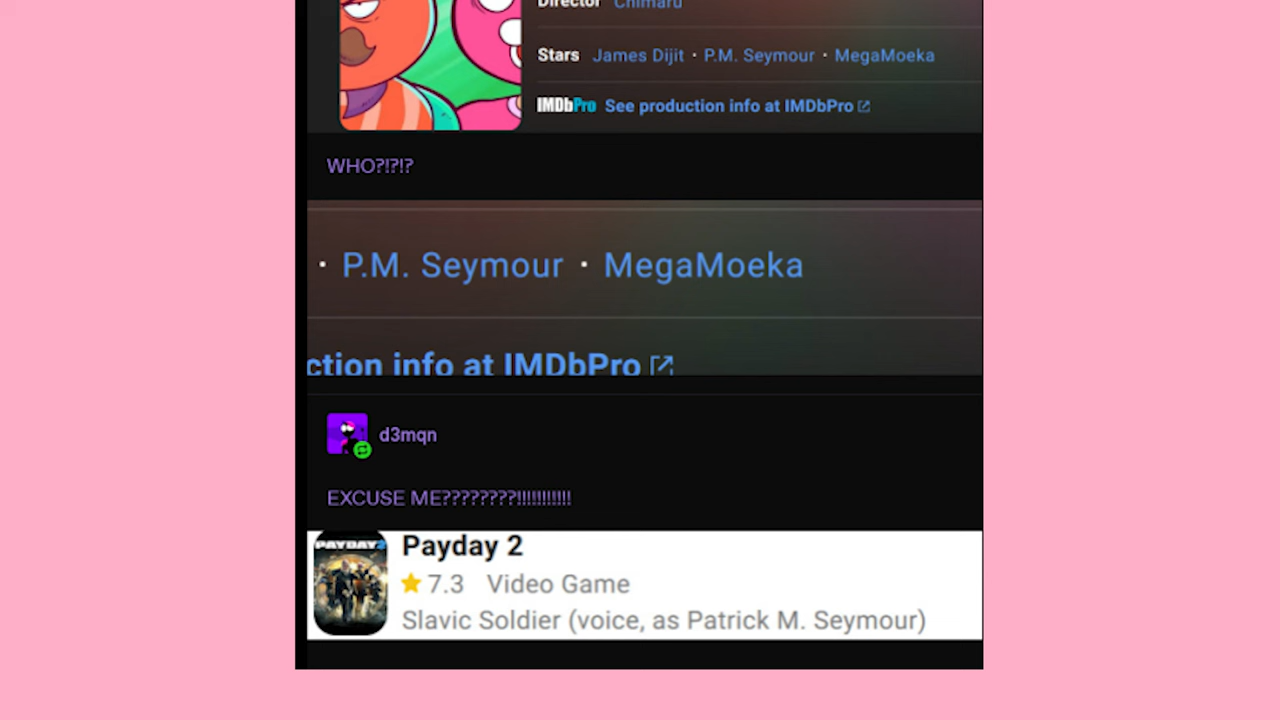 Director Chimaru
Stars James Dijit · P.M. Seymour · MegaMoeka
IMDbPro See production info at IMDbPro
WHO?!?!?
· P.M. Seymour · MegaMoeka
ction info at IMDbPro
d3mqn
EXCUSE ME????????!!!!!!!!!!!
PAYDAY 2
Payday 2
7.3 Video Game
Slavic Soldier (voice, as Patrick M. Seymour)